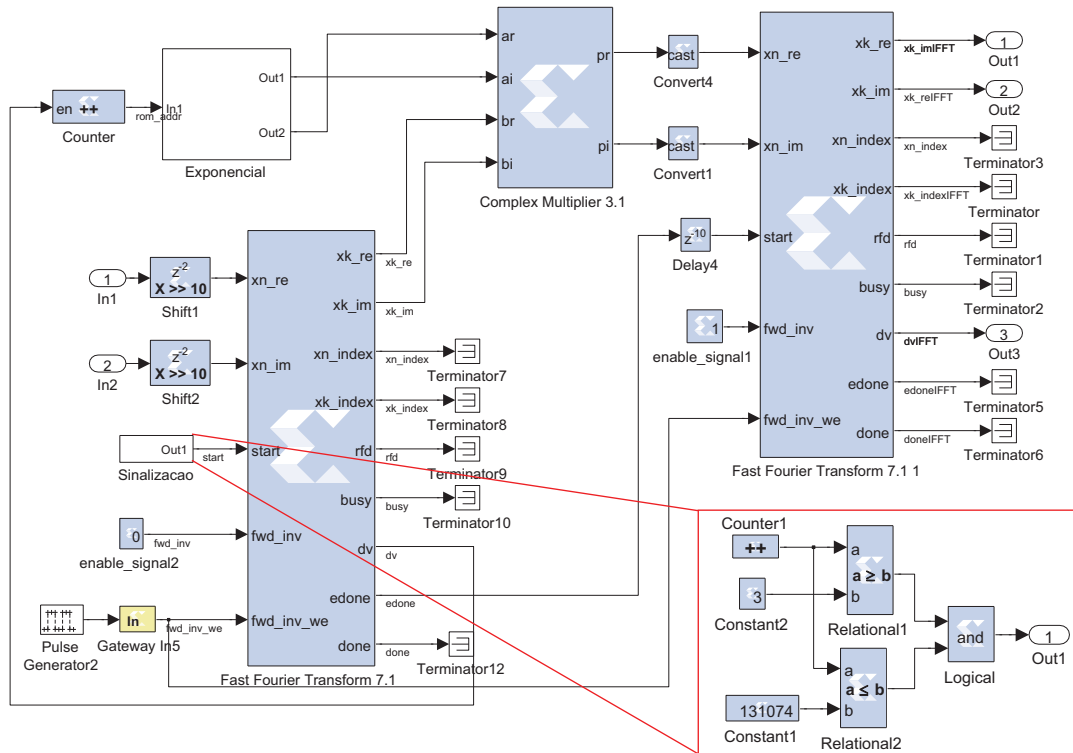 en
++
Counter
rom_addr
In1
Out1
Out2
Exponencial
ar
ai
br
bi
pr
pi
Complex Multiplier 3.1
cast
Convert4
cast
Convert1
xn_re
xn_im
start
fwd_inv
fwd_inv_we
xk_re
xk_im
xn_index
xk_index
rfd
busy
dv
edone
done
Fast Fourier Transform 7.1 1
xk_imIFFT
1
Out1
xk_reIFFT
2
Out2
xn_index
Terminator3
xk_indexIFFT
Terminator
rfd
Terminator1
busy
Terminator2
dvIFFT
3
Out3
edoneIFFT
Terminator5
doneIFFT
Terminator6
z-10
Delay4
1
enable_signal1
1
In1
z-2
X >> 10
Shift1
2
In2
z-2
X >> 10
Shift2
Out1
start
Sinalizacao
0
fwd_inv
enable_signal2
Pulse
Generator2
In
Gateway In5
fwd_inv_we
xn_re
xn_im
start
fwd_inv
fwd_inv_we
xk_re
xk_im
xn_index
xk_index
rfd
busy
dv
edone
done
Fast Fourier Transform 7.1
xk_re
xk_im
xn_index
Terminator7
xk_index
Terminator8
rfd
Terminator9
busy
Terminator10
dv
edone
done
Terminator12
Counter1
++
3
Constant2
a
a ≥ b
b
Relational1
131074
Constant1
a
a ≤ b
b
Relational2
and
Logical
1
Out1